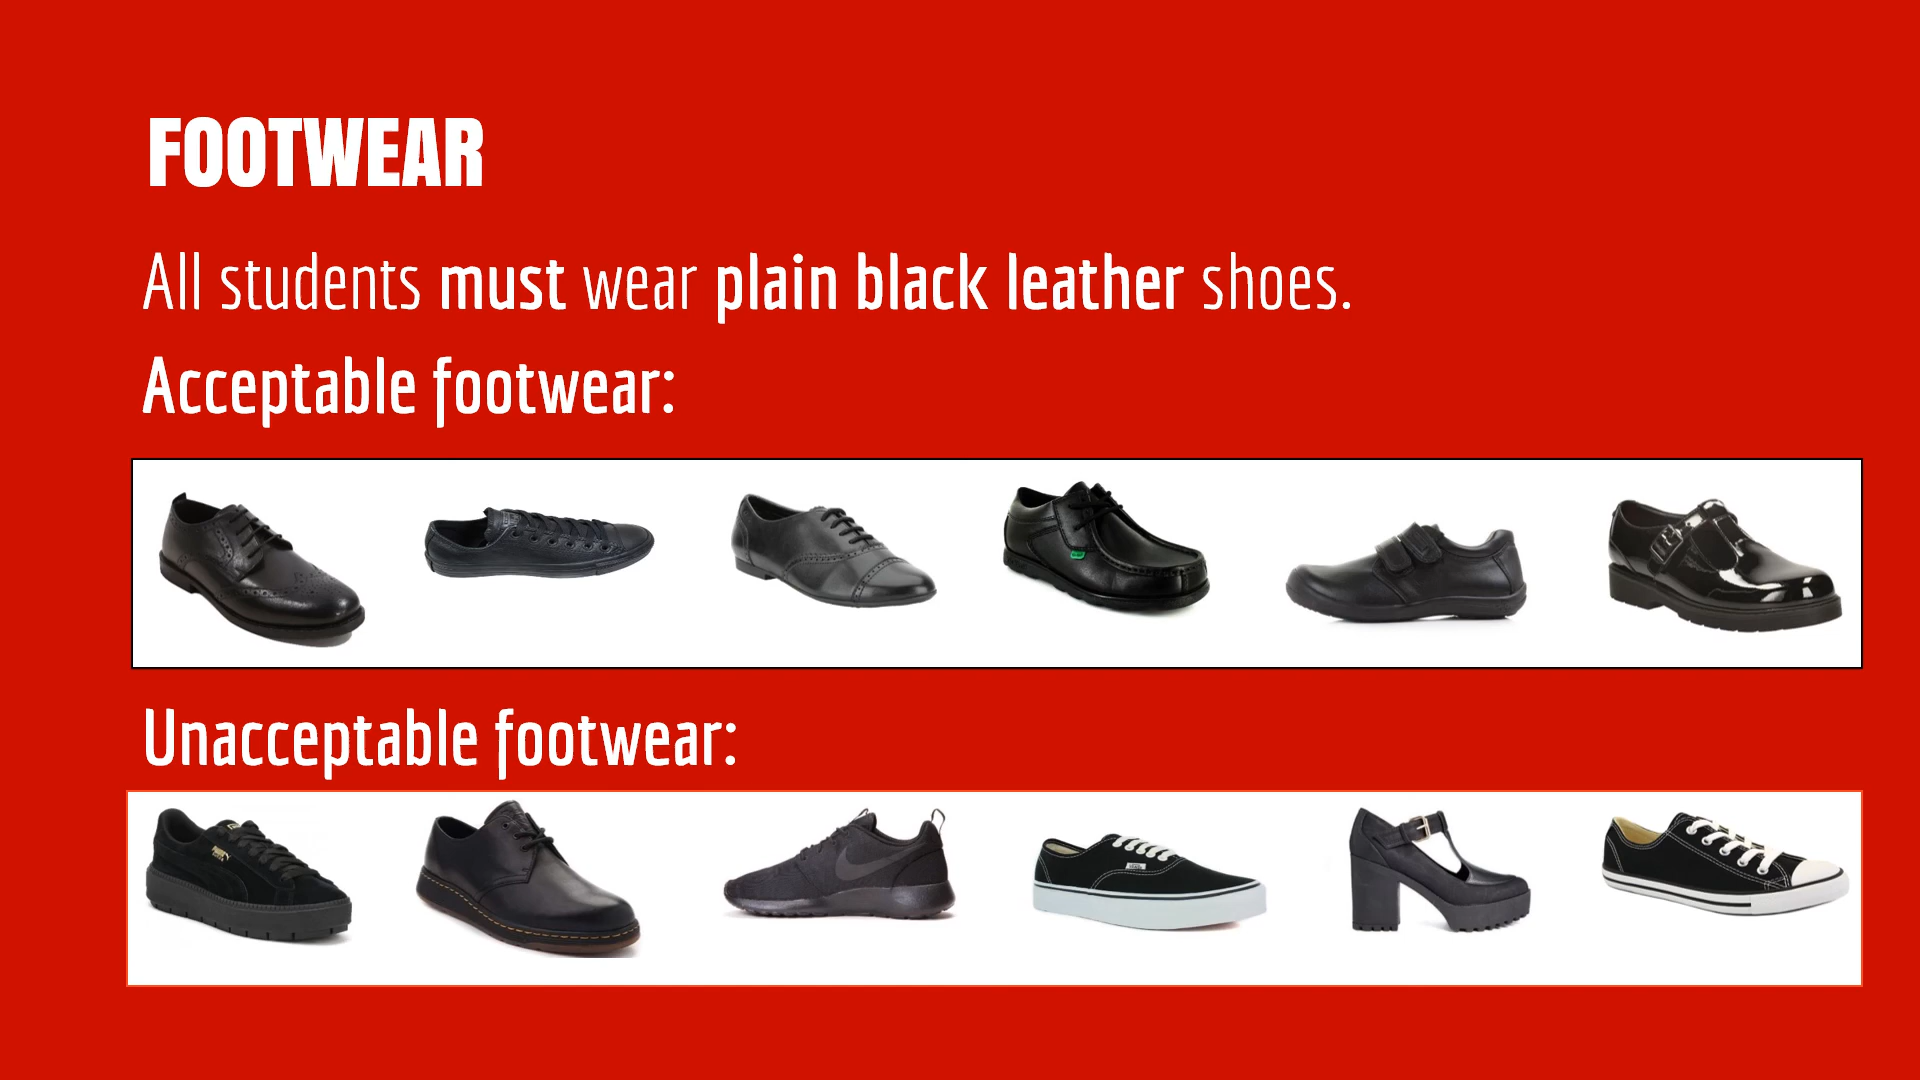 FOOTWEAR
All students must wear plain black leather shoes.
Acceptable footwear:
Unacceptable footwear: